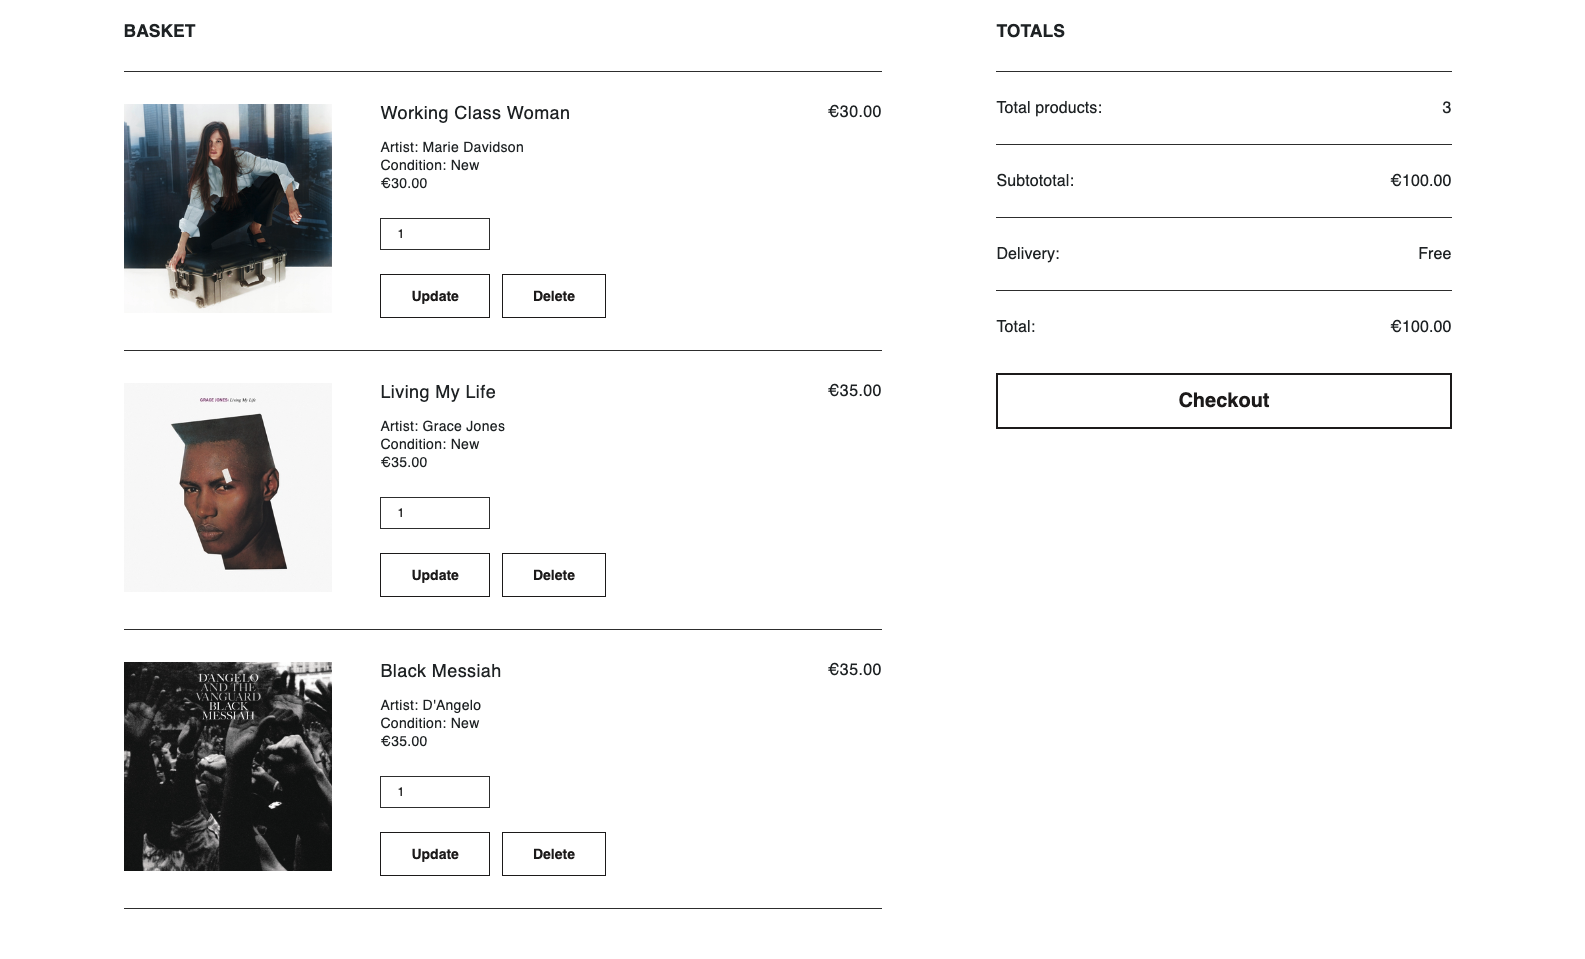 BASKET
Working Class Woman
€30.00
Artist: Marie Davidson
Condition: New
€30.00
1
Update
Delete
GRACE JONES: Living My Life
Living My Life
€35.00
Artist: Grace Jones
Condition: New
€35.00
1
Update
Delete
D'ANGELO
AND THE
VANGUARD
BLACK
MESSIAH
Black Messiah
€35.00
Artist: D'Angelo
Condition: New
€35.00
1
Update
Delete
TOTALS
Total products:
3
Subtototal:
€100.00
Delivery:
Free
Total:
€100.00
Checkout